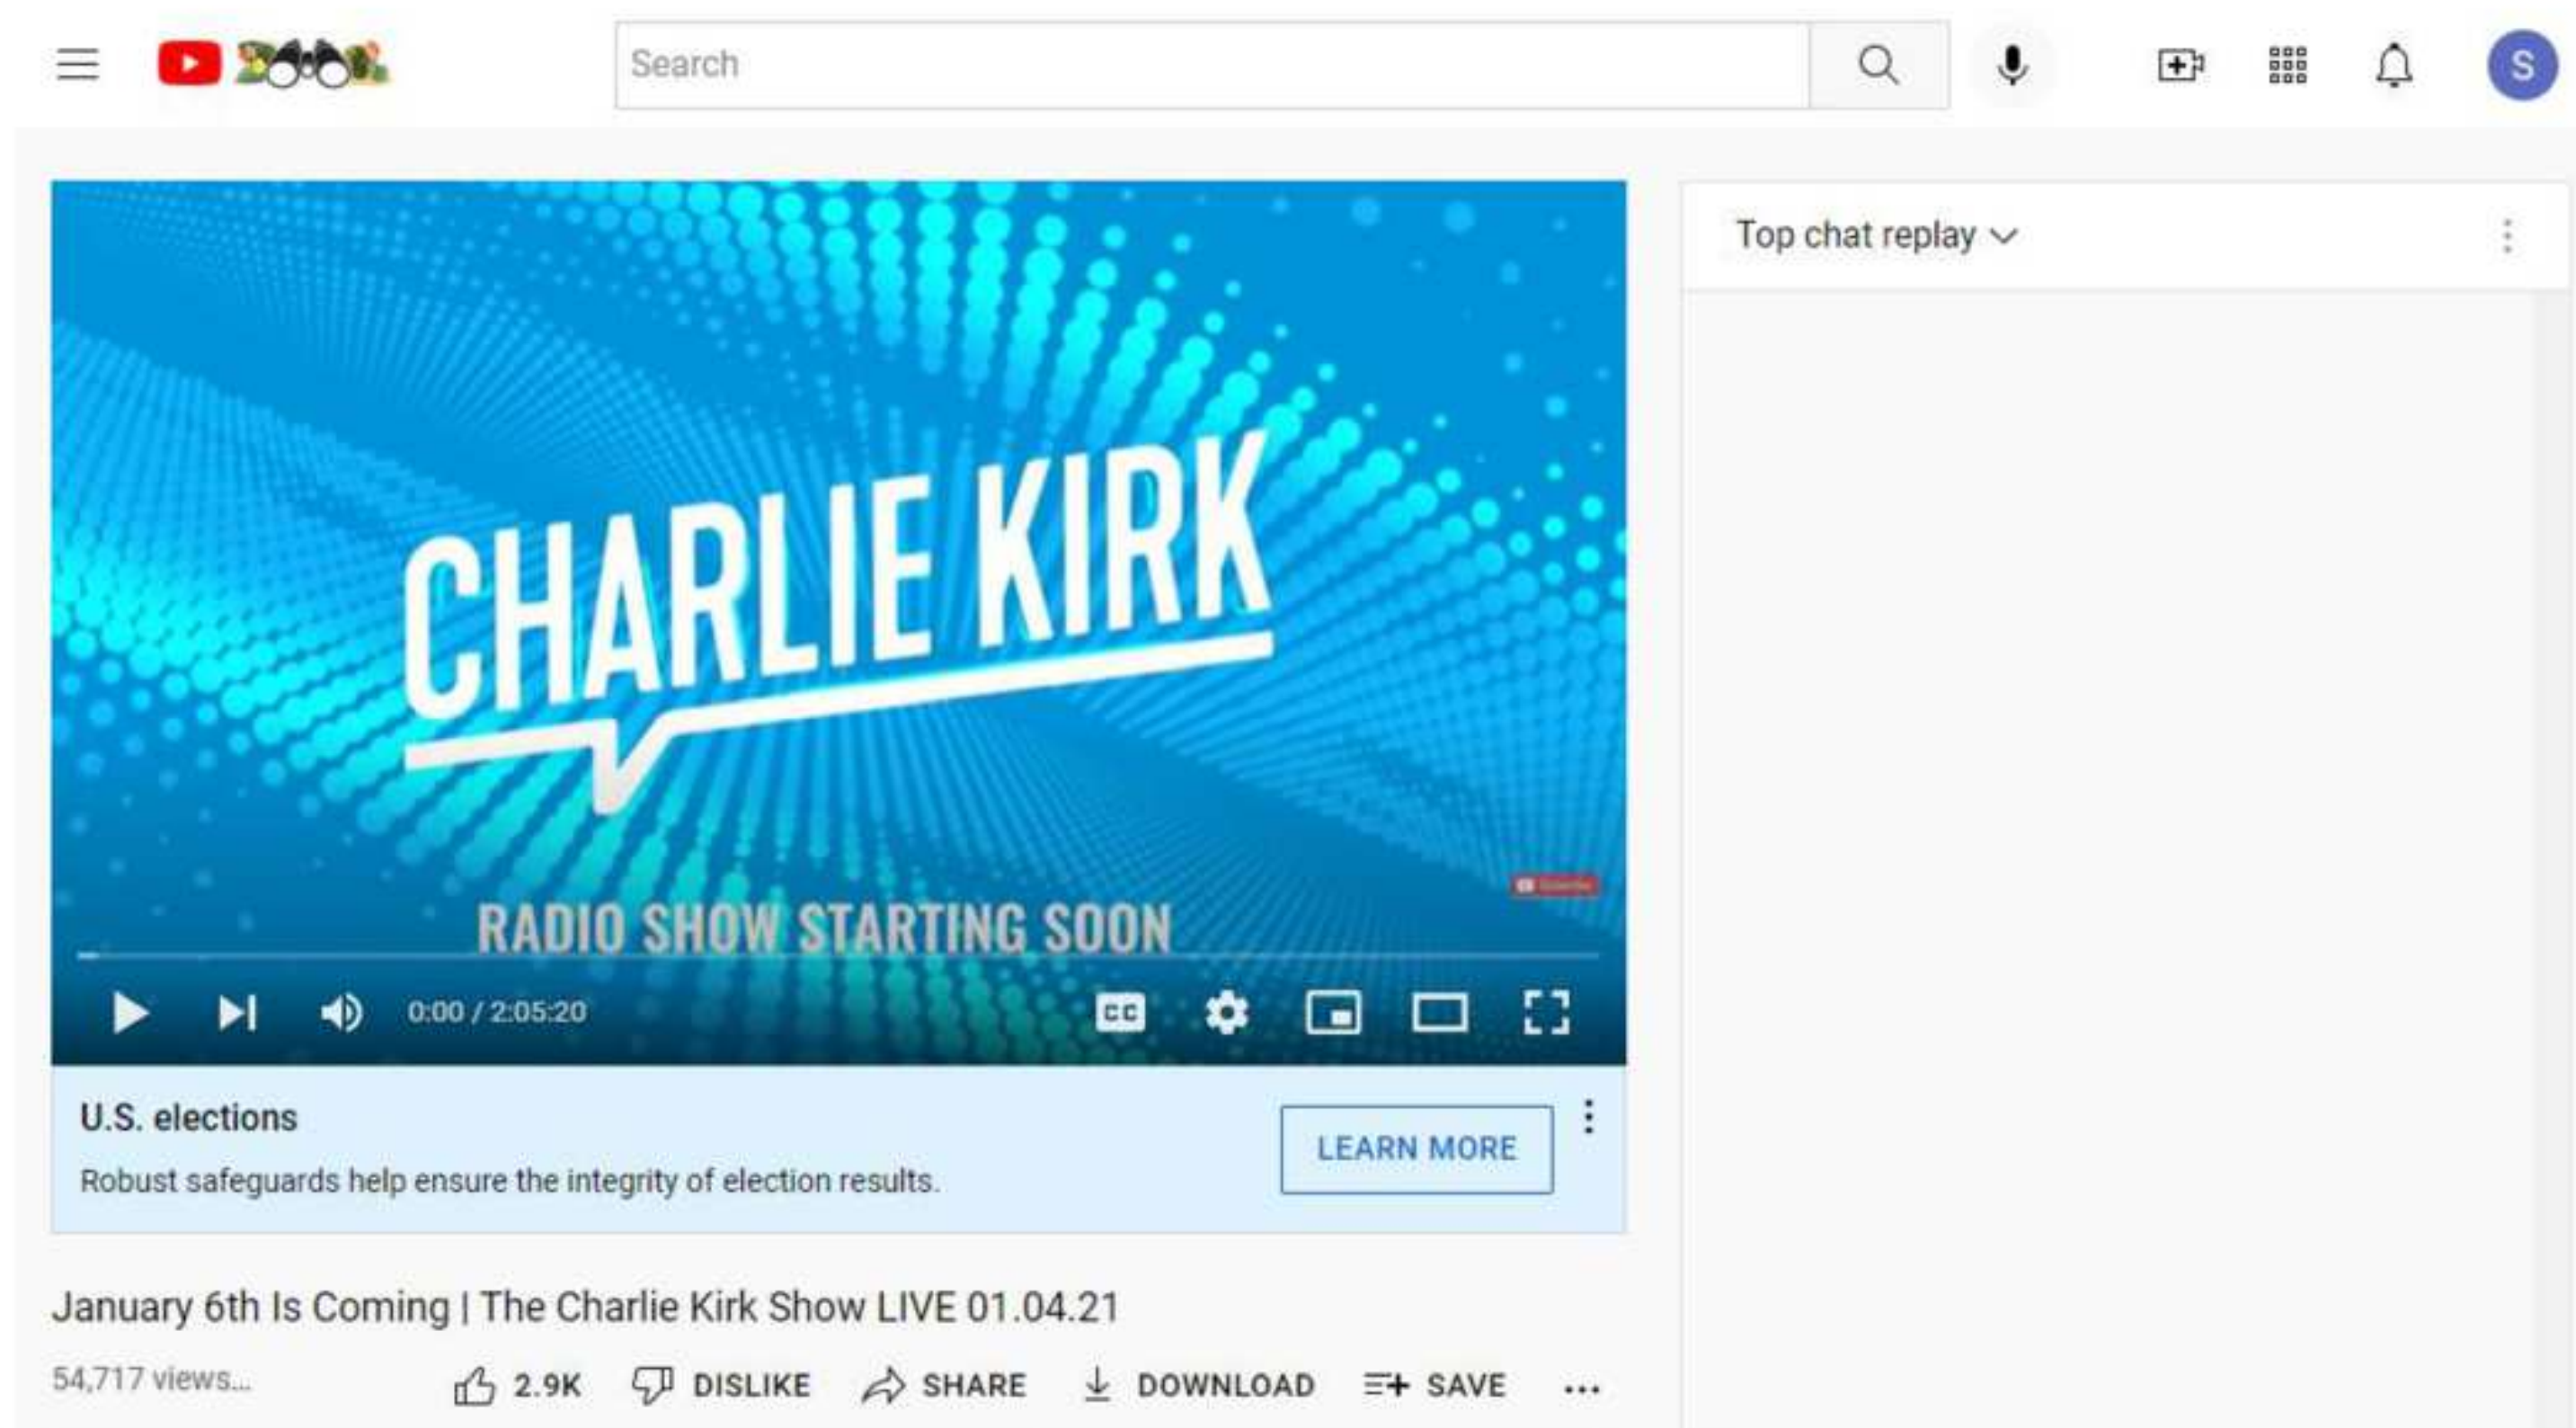 Search
S
Top chat replay
CHARLIE KIRK
RADIO SHOW STARTING SOON
0:00 / 2:05:20
CC
U.S. elections
LEARN MORE
Robust safeguards help ensure the integrity of election results.
January 6th Is Coming | The Charlie Kirk Show LIVE 01.04.21
54,717 views... 2.9K DISLIKE SHARE DOWNLOAD SAVE ...